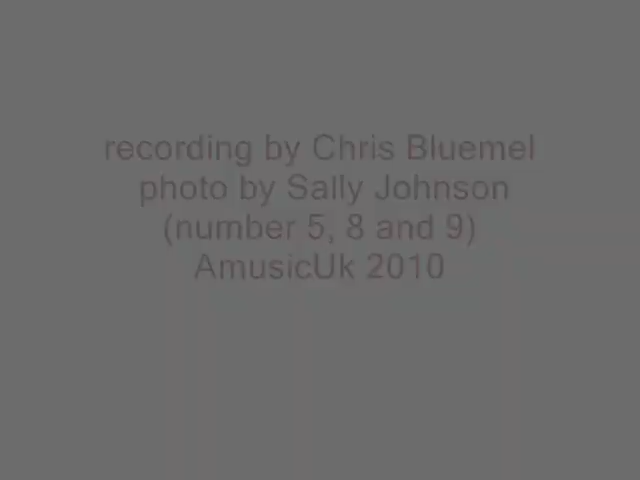 recording by Chris Bluemel
photo by Sally Johnson
(number 5, 8 and 9)
AmusicUk 2010